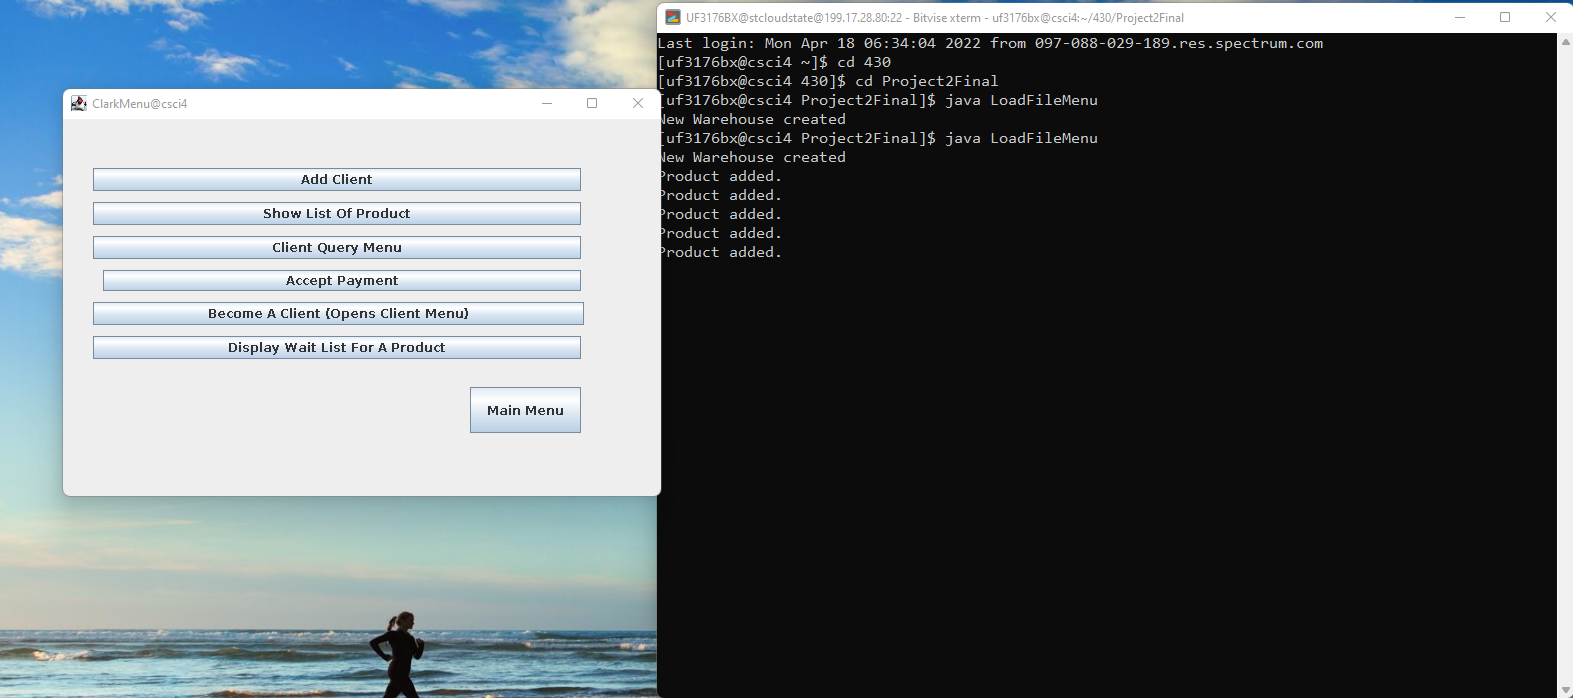 ClarkMenu@csci4
Add Client
Show List Of Product
Client Query Menu
Accept Payment
Become A Client (Opens Client Menu)
Display Wait List For A Product
Main Menu
UF3176BX@stcloudstate@199.17.28.80:22 - Bitvise xterm - uf3176bx@csci4:~/430/Project2Final
Last login: Mon Apr 18 06:34:04 2022 from 097-088-029-189.res.spectrum.com
[uf3176bx@csci4 ~]$ cd 430
[uf3176bx@csci4 430]$ cd Project2Final
[uf3176bx@csci4 Project2Final]$ java LoadFileMenu
New Warehouse created
[uf3176bx@csci4 Project2Final]$ java LoadFileMenu
New Warehouse created
Product added.
Product added.
Product added.
Product added.
Product added.